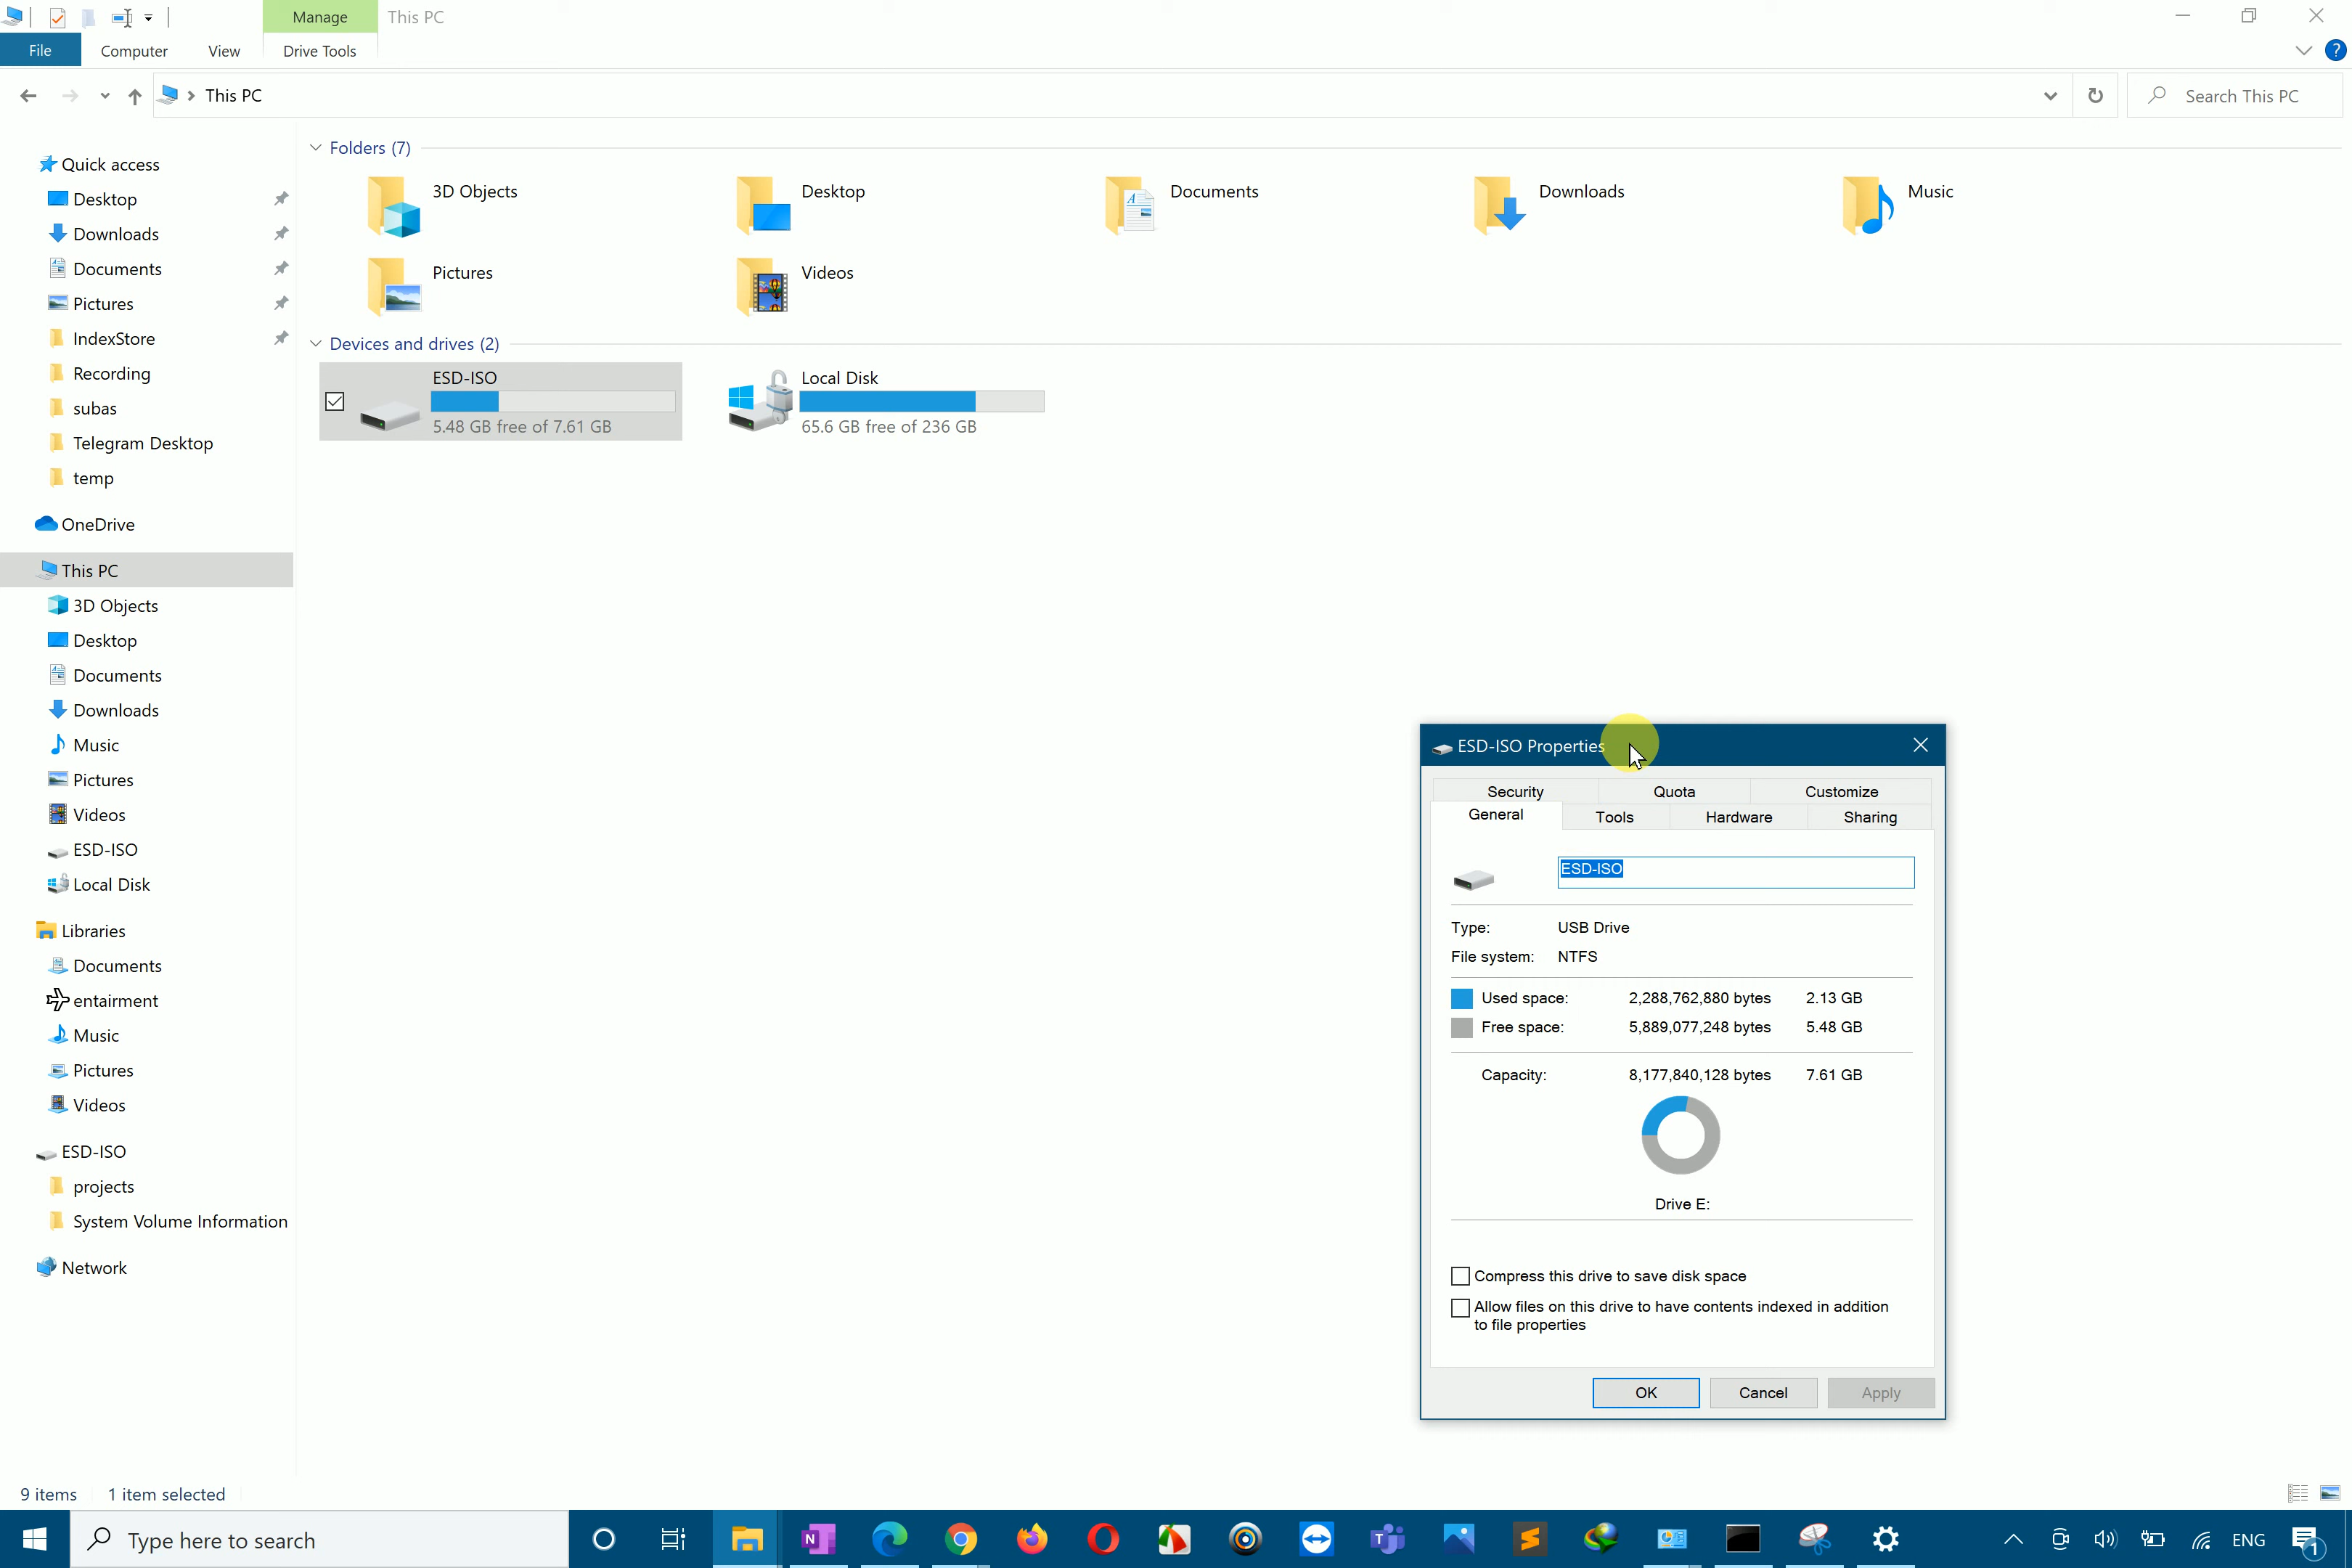 Manage
This PC
File
Computer
View
Drive Tools
This PC
Search This PC
Quick access
Desktop
Downloads
Documents
Pictures
IndexStore
Recording
subas
Telegram Desktop
temp
OneDrive
This PC
3D Objects
Desktop
Documents
Downloads
Music
Pictures
Videos
ESD-ISO
Local Disk
Libraries
Documents
entairment
Music
Pictures
Videos
ESD-ISO
projects
System Volume Information
Network
Folders (7)
3D Objects
Desktop
Documents
Downloads
Music
Pictures
Videos
Devices and drives (2)
ESD-ISO
5.48 GB free of 7.61 GB
Local Disk
65.6 GB free of 236 GB
ESD-ISO Properties
Security
Quota
Customize
General
Tools
Hardware
Sharing
ESD-ISO
Type: USB Drive
File system: NTFS
Used space: 2,288,762,880 bytes 2.13 GB
Free space: 5,889,077,248 bytes 5.48 GB
Capacity: 8,177,840,128 bytes 7.61 GB
Drive E:
Compress this drive to save disk space
Allow files on this drive to have contents indexed in addition
to file properties
OK
Cancel
Apply
9 items
1 item selected
Type here to search
ENG
1